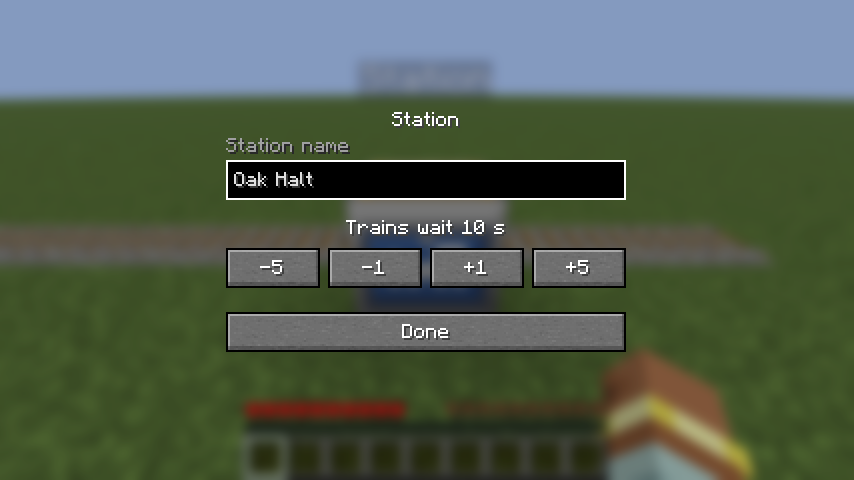 Station
Station name
Oak Halt
Trains wait 10 s
-5 -1 +1 +5
Done